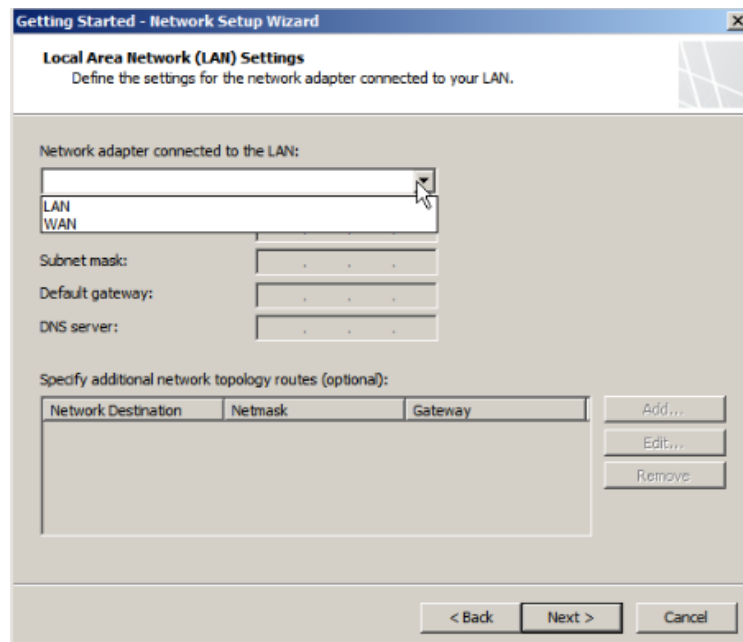 Getting Started - Network Setup Wizard
Local Area Network (LAN) Settings
Define the settings for the network adapter connected to your LAN.
Network adapter connected to the LAN:
LAN
WAN
Subnet mask:
Default gateway:
DNS server:
Specify additional network topology routes (optional):
Network Destination Netmask Gateway
Add...
Edit...
Remove
< Back Next > Cancel